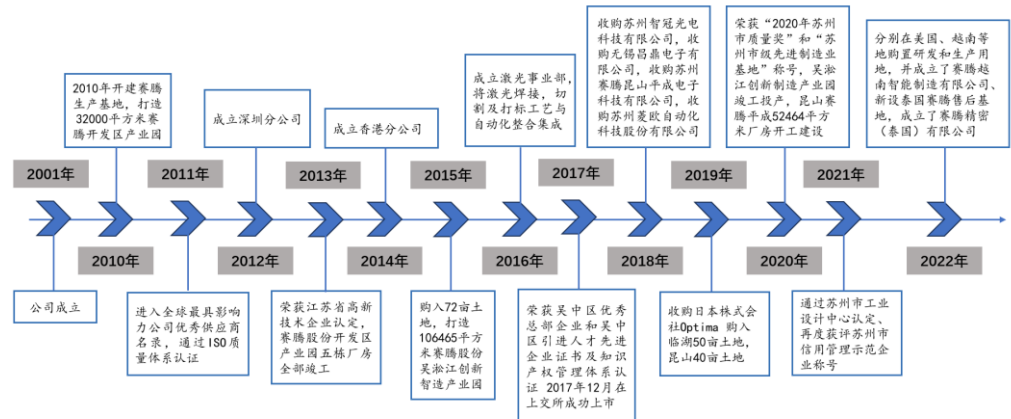 2010年开建赛腾
生产基地，打造
32000平方米赛
腾开发区产业园
成立深圳分公司
成立香港分公司
成立激光事业部，
将激光焊接，切
割及打标工艺与
自动化整合集成
收购苏州智冠光电
科技有限公司，收
购无锡昌鼎电子有
限公司，收购苏州
赛腾昆山平成电子
科技有限公司，收
购苏州菱欧自动化
科技股份有限公司
荣获“2020年苏州
市质量奖”和“苏
州市级先进制造业
基地”称号，吴淞
江创新制造产业园
竣工投产，昆山赛
腾平成52464平方
米厂房开工建设
分别在美国、越南等
地购置研发和生产用
地，并成立了赛腾越
南智能制造有限公司、
新设泰国赛腾售后基
地，成立了赛腾精密
（泰国）有限公司
2001年
2011年
2013年
2015年
2017年
2019年
2021年
2010年
2012年
2014年
2016年
2018年
2020年
2022年
公司成立
进入全球最具影响
力公司优秀供应商
名录，通过ISO质
量体系认证
荣获江苏省高新
技术企业认定，
赛腾股份开发区
产业园五栋厂房
全部竣工
购入72亩土
地，打造
106465平方
米赛腾股份
吴淞江创新
智造产业园
荣获吴中区优秀
总部企业和吴中
区引进人才先进
企业证书及知识
产权管理体系认
证 2017年12月在
上交所成功上市
收购日本株式会
社Optima 购入
临湖50亩土地，
昆山40亩土地
通过苏州市工业
设计中心认定、
再度获评苏州市
信用管理示范企
业称号